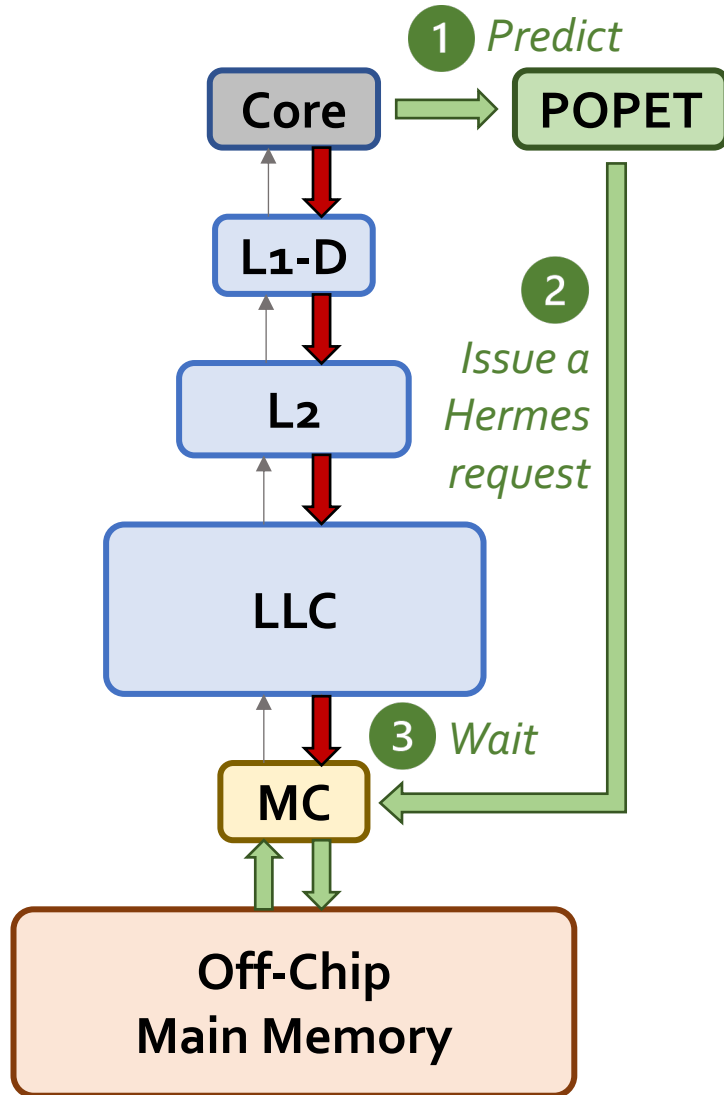 1 Predict
Core
POPET
L1-D
2
Issue a
Hermes
request
L2
LLC
3 Wait
MC
Off-Chip
Main Memory